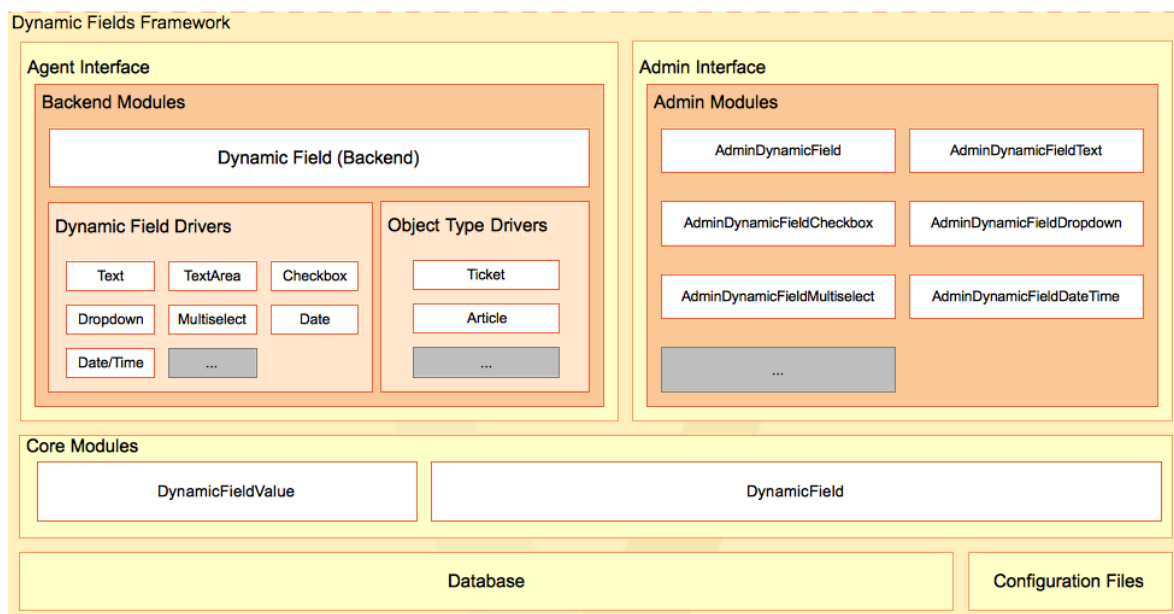 Dynamic Fields Framework
Agent Interface
Backend Modules
Dynamic Field (Backend)
Dynamic Field Drivers
Text
TextArea
Checkbox
Dropdown
Multiselect
Date
Date/Time
...
Object Type Drivers
Ticket
Article
...
Admin Interface
Admin Modules
AdminDynamicField
AdminDynamicFieldText
AdminDynamicFieldCheckbox
AdminDynamicFieldDropdown
AdminDynamicFieldMultiselect
AdminDynamicFieldDateTime
...
Core Modules
DynamicFieldValue
DynamicField
Database
Configuration Files